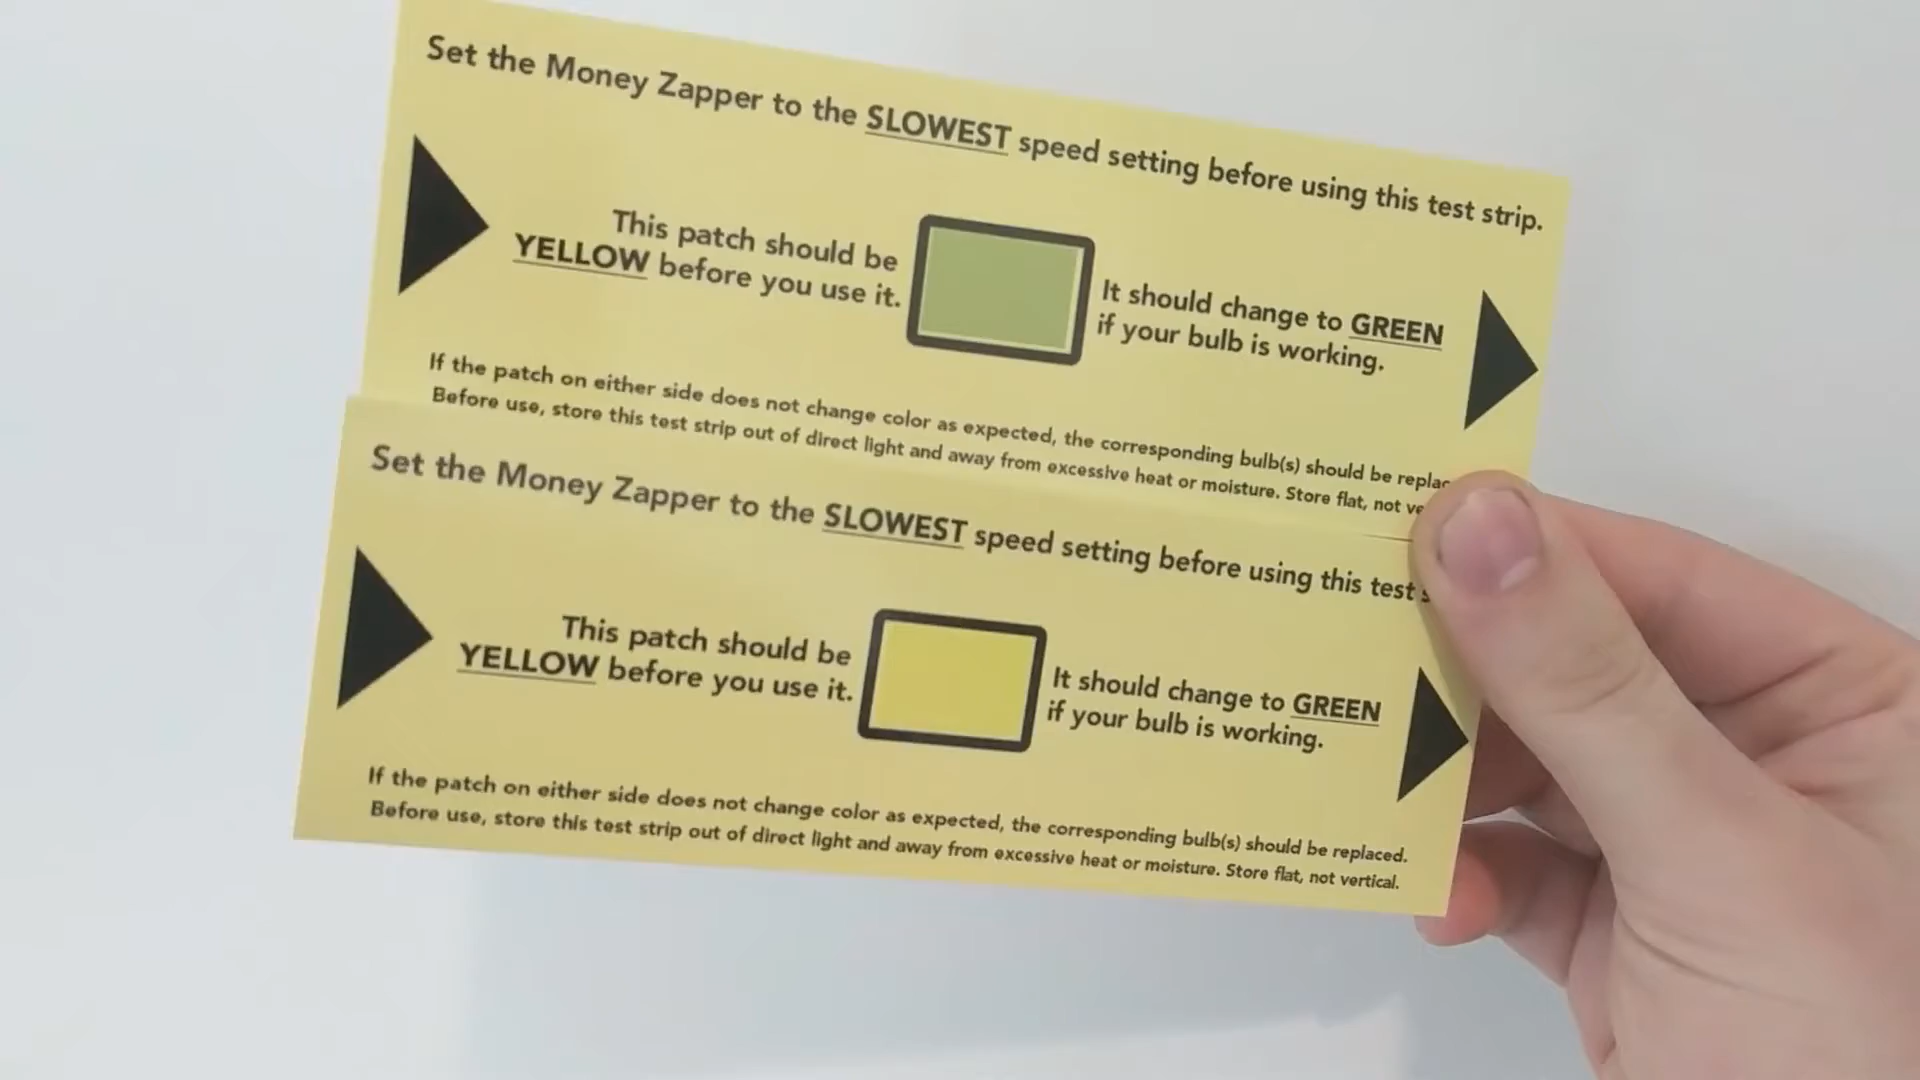 Set the Money Zapper to the SLOWEST speed setting before using this test strip.
This patch should be
YELLOW before you use it.
It should change to GREEN
if your bulb is working.
If the patch on either side does not change color as expected, the corresponding bulb(s) should be
Before use, store this test strip out of direct light and away from excessive heat or moisture. Store flat, not
Set the Money Zapper to the SLOWEST speed setting before using this test
This patch should be
YELLOW before you use it.
It should change to GREEN
if your bulb is working.
If the patch on either side does not change color as expected, the corresponding bulb(s) should be replaced.
Before use, store this test strip out of direct light and away from excessive heat or moisture. Store flat, not vertical.